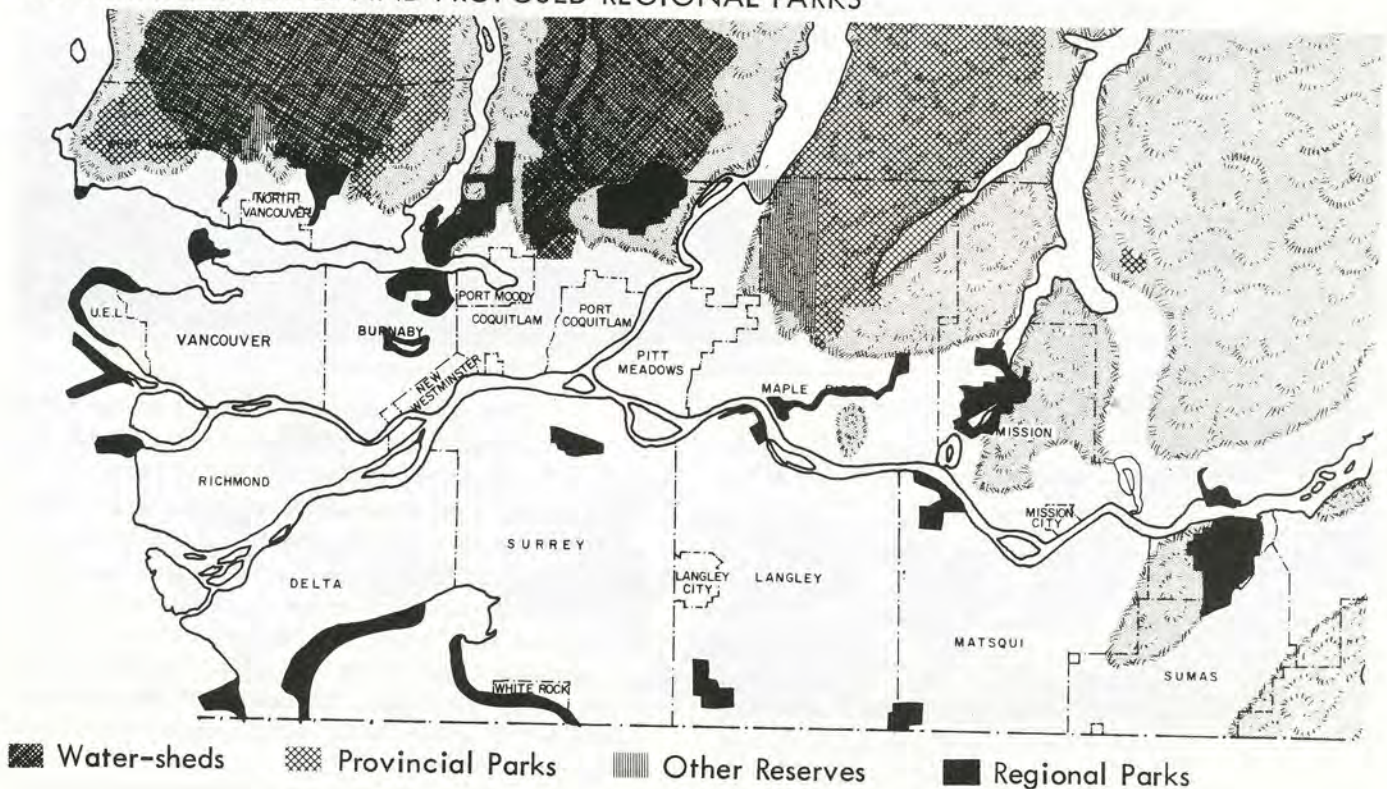 PROPOSED REGIONAL PARKS
NORTH
VANCOUVER
U.E.L.
VANCOUVER
BURNABY
PORT MOODY
COQUITLAM
PORT
COQUITLAM
PITT
MEADOWS
NEW
WESTMINSTER
MAPLE
MISSION
RICHMOND
MISSION
CITY
SURREY
DELTA
LANGLEY
CITY
LANGLEY
MATSQUI
SUMAS
WHITE ROCK
Water-sheds
Provincial Parks
Other Reserves
Regional Parks